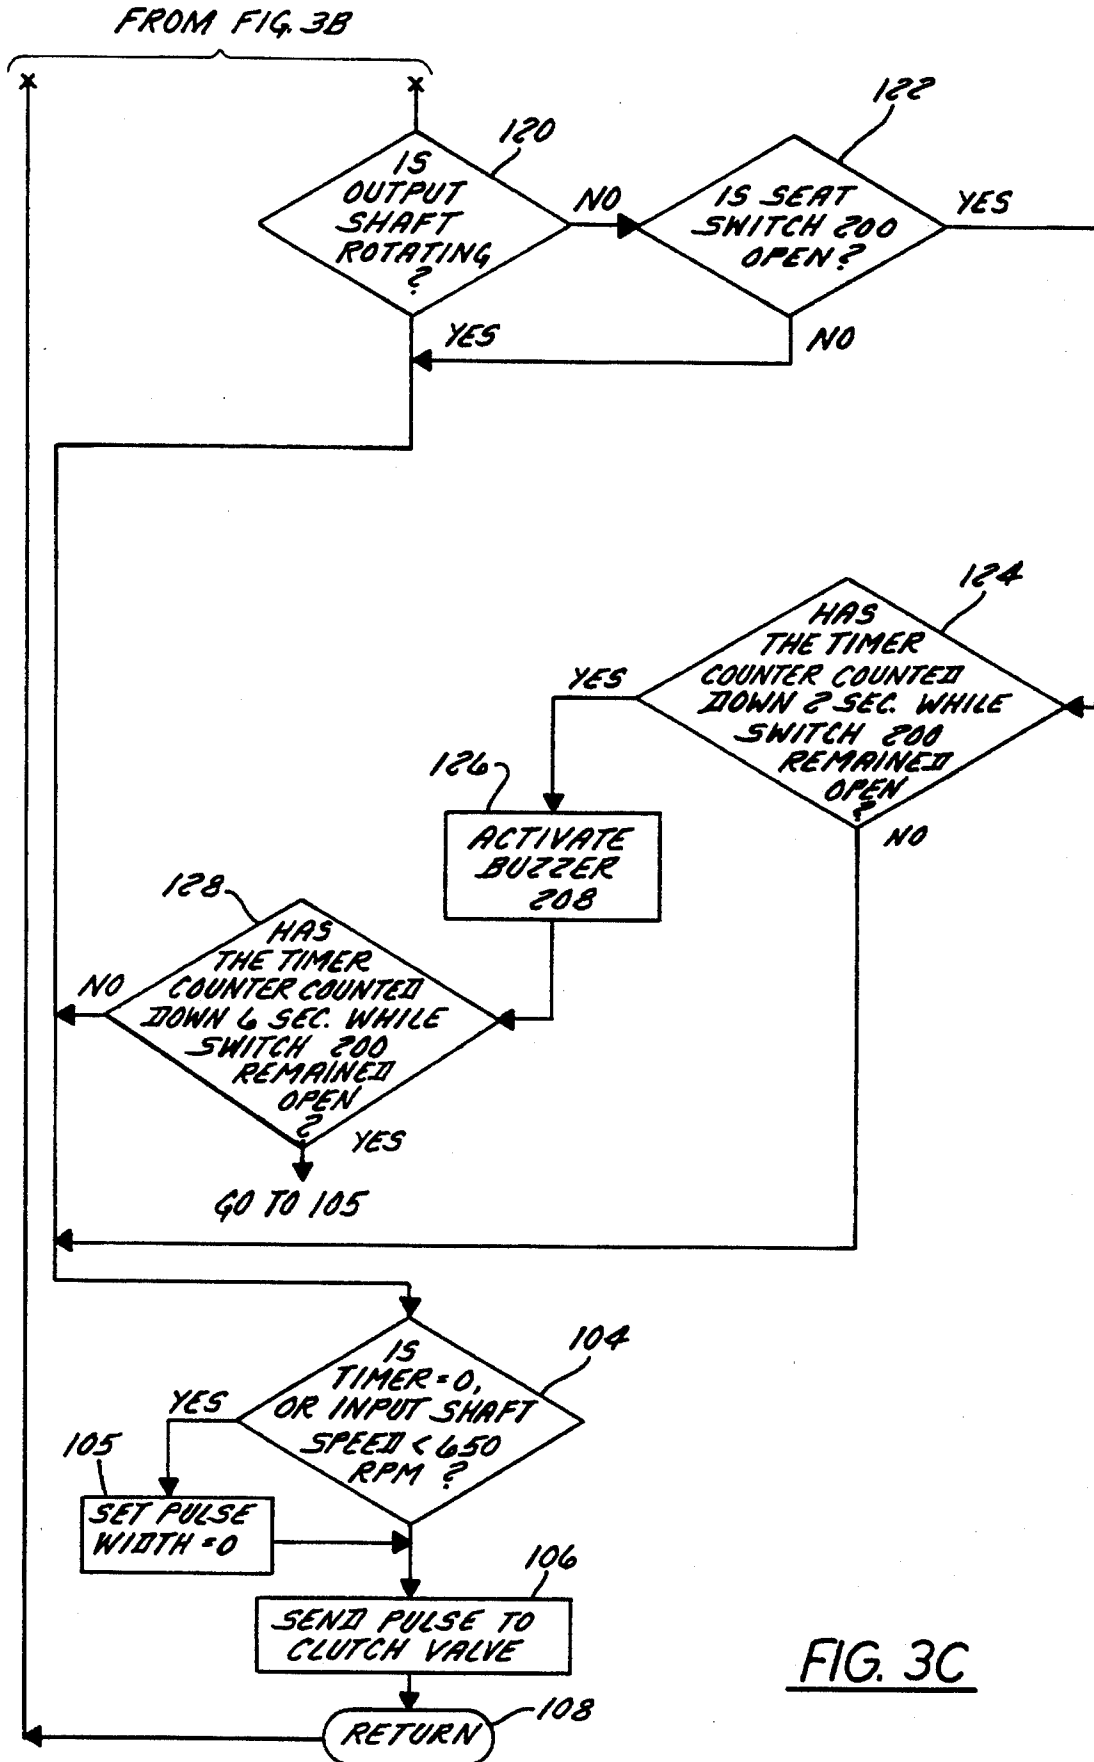 FROM FIG. 3B
120
IS
OUTPUT
SHAFT
ROTATING
?
NO
YES
122
IS SEAT
SWITCH 200
OPEN?
YES
NO
124
HAS
THE TIMER
COUNTER COUNTED
DOWN 2 SEC. WHILE
SWITCH 200
REMAINED
OPEN
?
YES
NO
126
ACTIVATE
BUZZER
208
128
HAS
THE TIMER
COUNTER COUNTED
DOWN 6 SEC. WHILE
SWITCH 200
REMAINED
OPEN
?
NO
YES
GO TO 105
104
IS
TIMER=0,
OR INPUT SHAFT
SPEED < 650
RPM ?
YES
105
SET PULSE
WIDTH=0
106
SEND PULSE TO
CLUTCH VALVE
108
RETURN
FIG. 3C